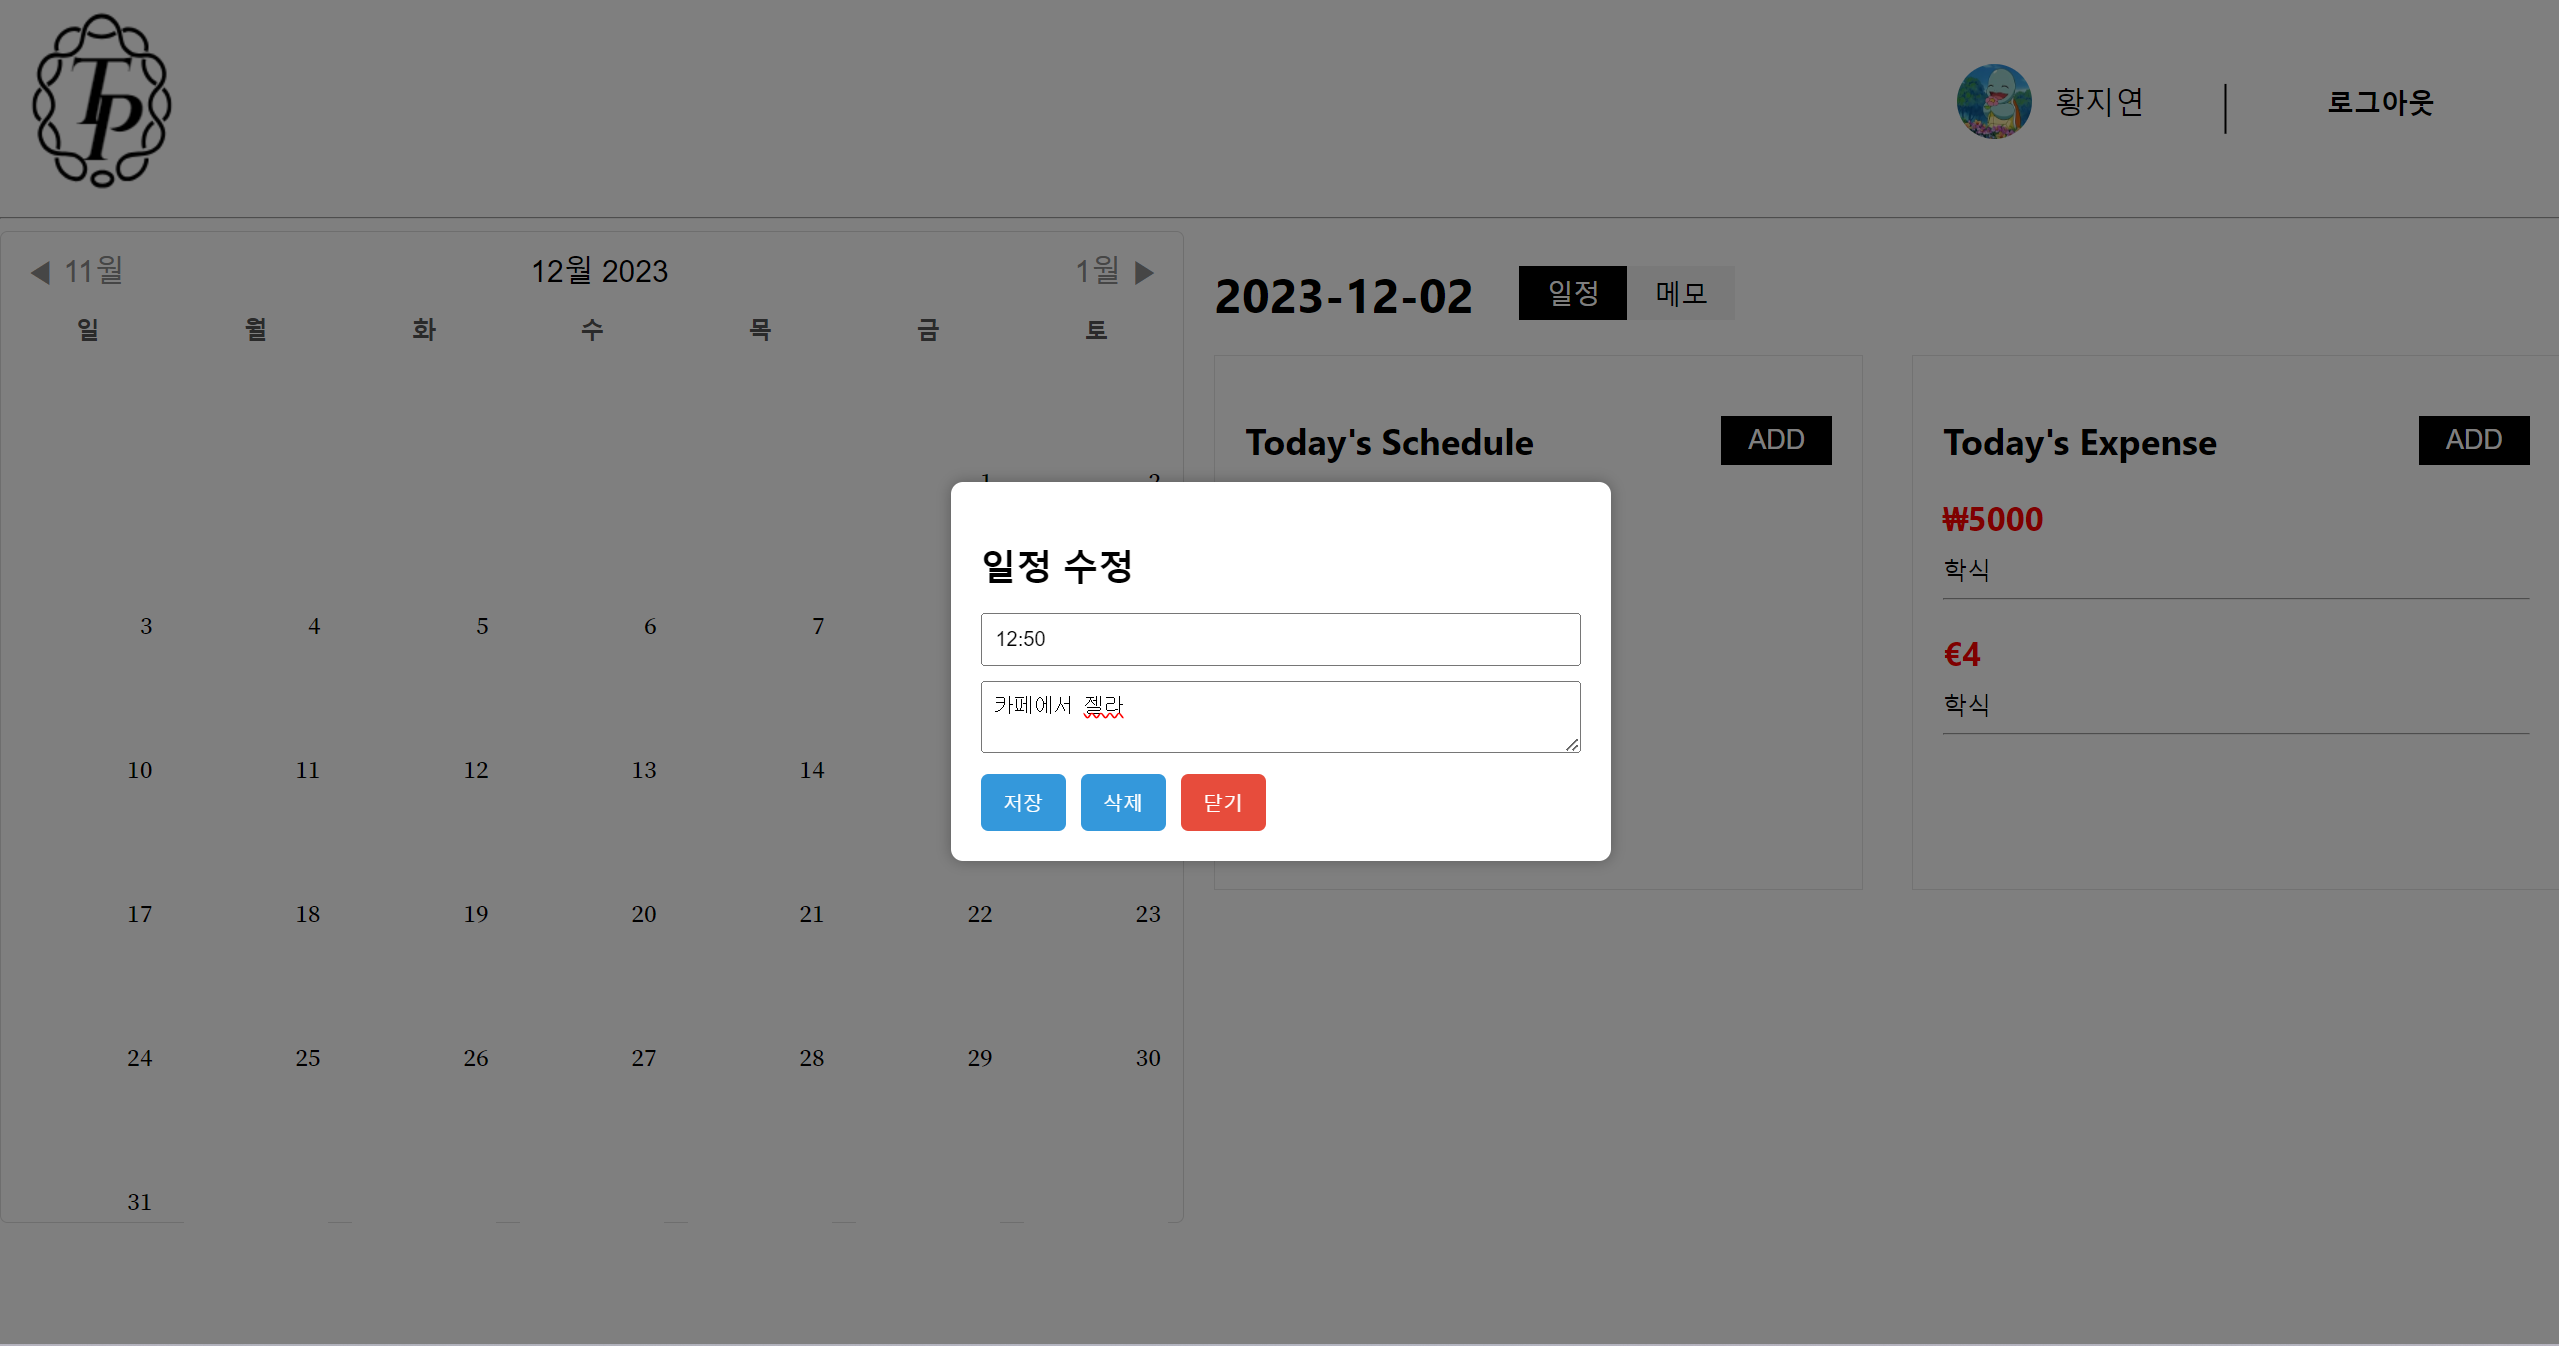 TP
황지연
로그아웃
◀ 11월 12월 2023 1월 ▶
일 월 화 수 목 금 토
1 2
3 4 5 6 7
10 11 12 13 14
17 18 19 20 21 22 23
24 25 26 27 28 29 30
31
2023-12-02
일정 메모
Today's Schedule ADD
Today's Expense ADD
₩5000
학식
€4
학식
일정 수정
12:50
카페에서 젤라
저장 삭제 닫기